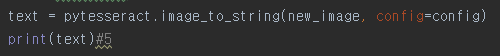 text = pytesseract.image_to_string(new_image, config=config)
print(text)#5